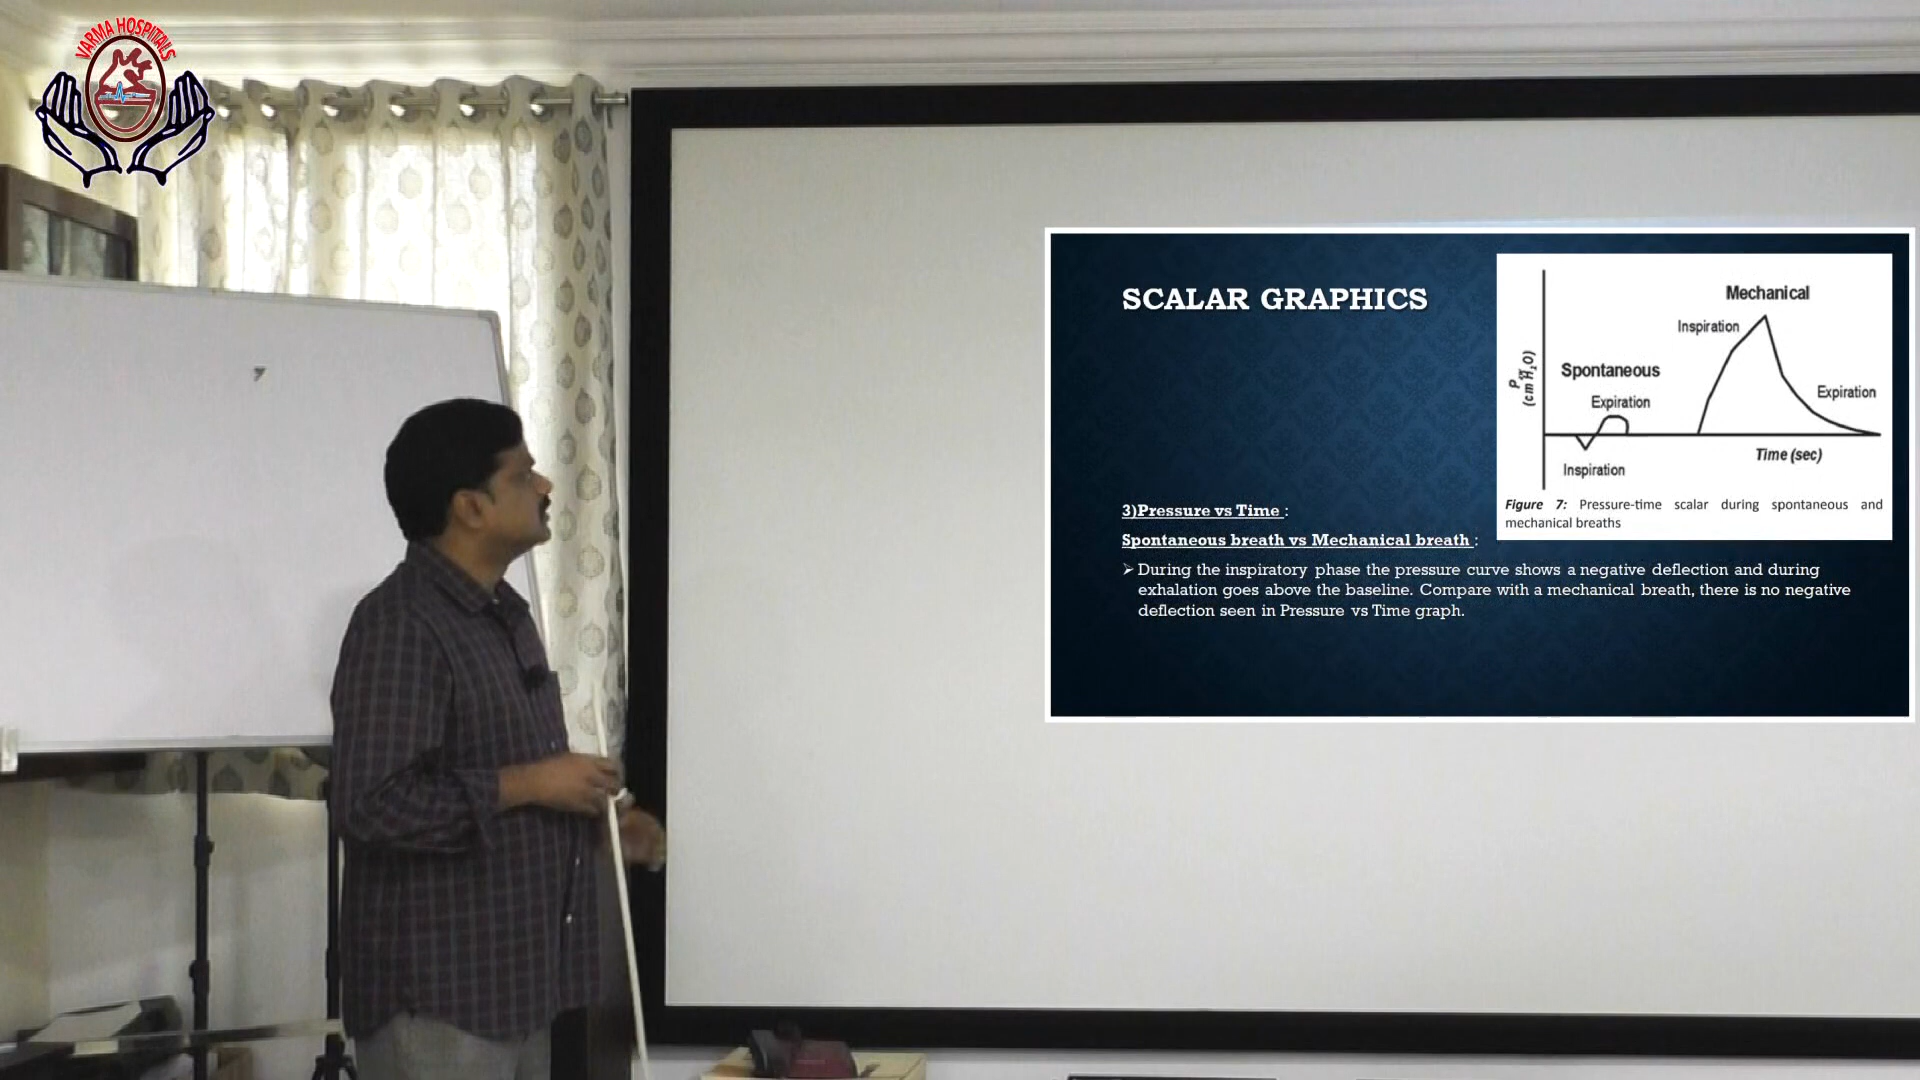 VARMA HOSPITALS
SCALAR GRAPHICS
Mechanical
Inspiration
Spontaneous
Expiration
Expiration
(cm H₂O)
Time (sec)
Inspiration
Figure 7: Pressure-time scalar during spontaneous and
mechanical breaths
3)Pressure vs Time :
Spontaneous breath vs Mechanical breath :
➢ During the inspiratory phase the pressure curve shows a negative deflection and during
exhalation goes above the baseline. Compare with a mechanical breath, there is no negative
deflection seen in Pressure vs Time graph.